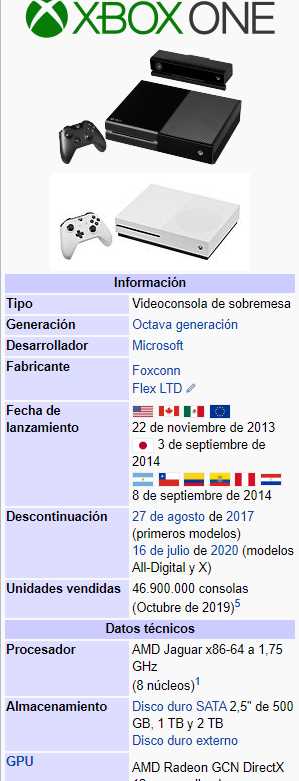 XBOX ONE
Información
Tipo Videoconsola de sobremesa
Generación Octava generación
Desarrollador Microsoft
Fabricante Foxconn
Flex LTD
Fecha de lanzamiento
22 de noviembre de 2013
3 de septiembre de
2014
8 de septiembre de 2014
Descontinuación 27 de agosto de 2017
(primeros modelos)
16 de julio de 2020 (modelos
All-Digital y X)
Unidades vendidas 46.900.000 consolas
(Octubre de 2019)5
Datos técnicos
Procesador AMD Jaguar x86-64 a 1,75
GHz
(8 núcleos)1
Almacenamiento Disco duro SATA 2,5" de 500
GB, 1 TB y 2 TB
Disco duro externo
GPU AMD Radeon GCN DirectX